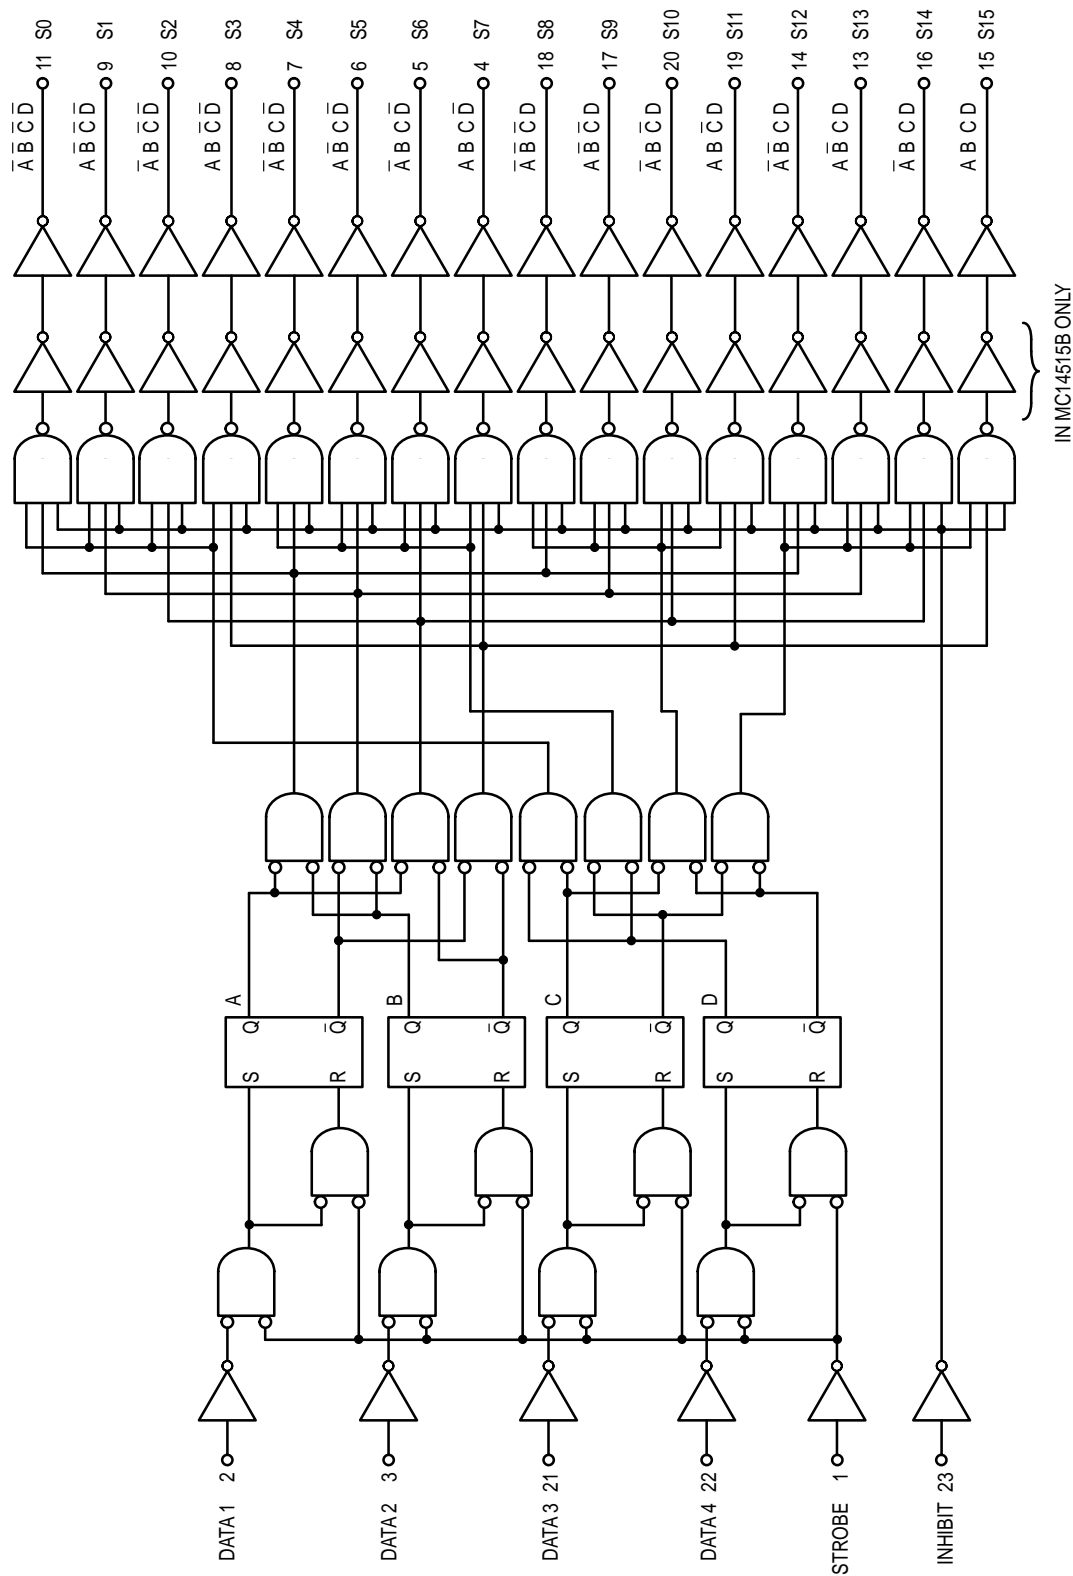 DATA 1 2
DATA 2 3
DATA 3 21
DATA 4 22
STROBE 1
INHIBIT 23
S Q A
R Q̅
S Q B
R Q̅
S Q C
R Q̅
S Q D
R Q̅
A̅ B̅ C̅ D̅ 11 S0
A B̅ C̅ D̅ 9 S1
A̅ B C̅ D̅ 10 S2
A B C̅ D̅ 8 S3
A̅ B̅ C D̅ 7 S4
A B̅ C D̅ 6 S5
A̅ B C D̅ 5 S6
A B C D̅ 4 S7
A̅ B̅ C̅ D 18 S8
A B̅ C̅ D 17 S9
A̅ B C̅ D 20 S10
A B C̅ D 19 S11
A̅ B̅ C D 14 S12
A B̅ C D 13 S13
A̅ B C D 16 S14
A B C D 15 S15
IN MC14515B ONLY